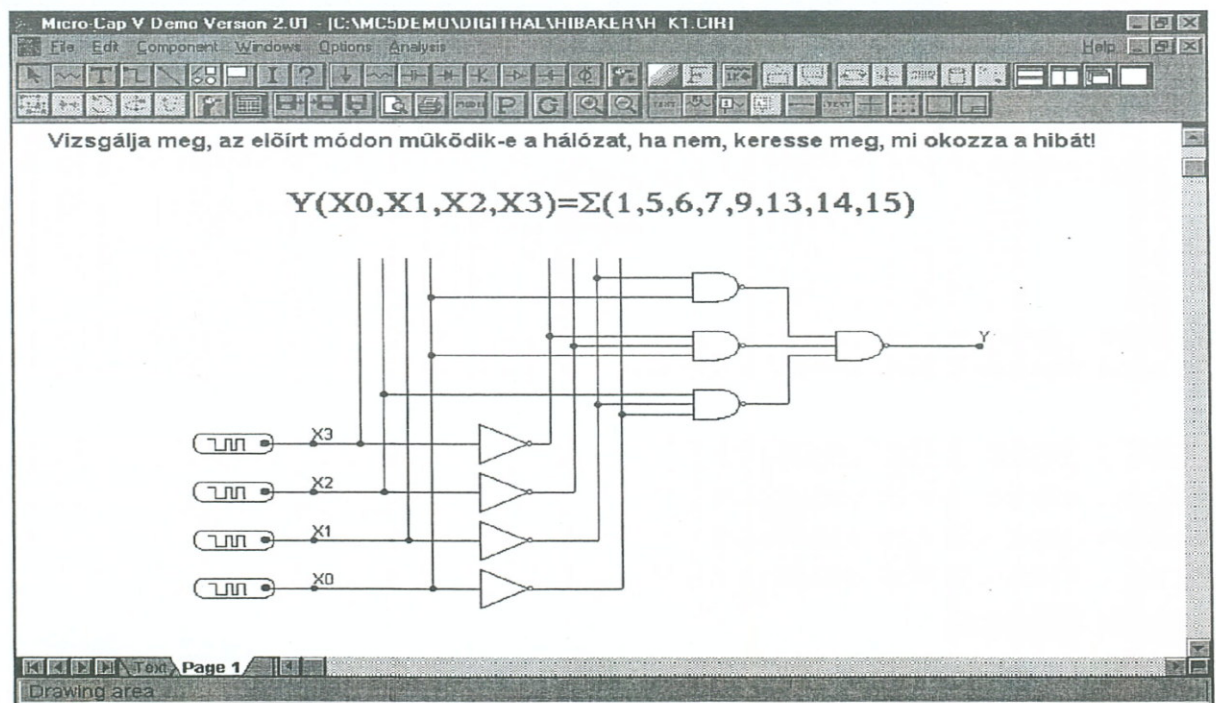 Micro-Cap V Demo Version 2.01 - [C:\MC5DEMO\DIGITHAL\HIBAKER\H_K1.CIR]
File Edit Component Windows Options Analysis Help
Vizsgálja meg, az elõírt módon mûködik-e a hálózat, ha nem, keresse meg, mi okozza a hibát!
Y(X0,X1,X2,X3)=Σ(1,5,6,7,9,13,14,15)
Y
X3
X2
X1
X0
Text Page 1
Drawing area